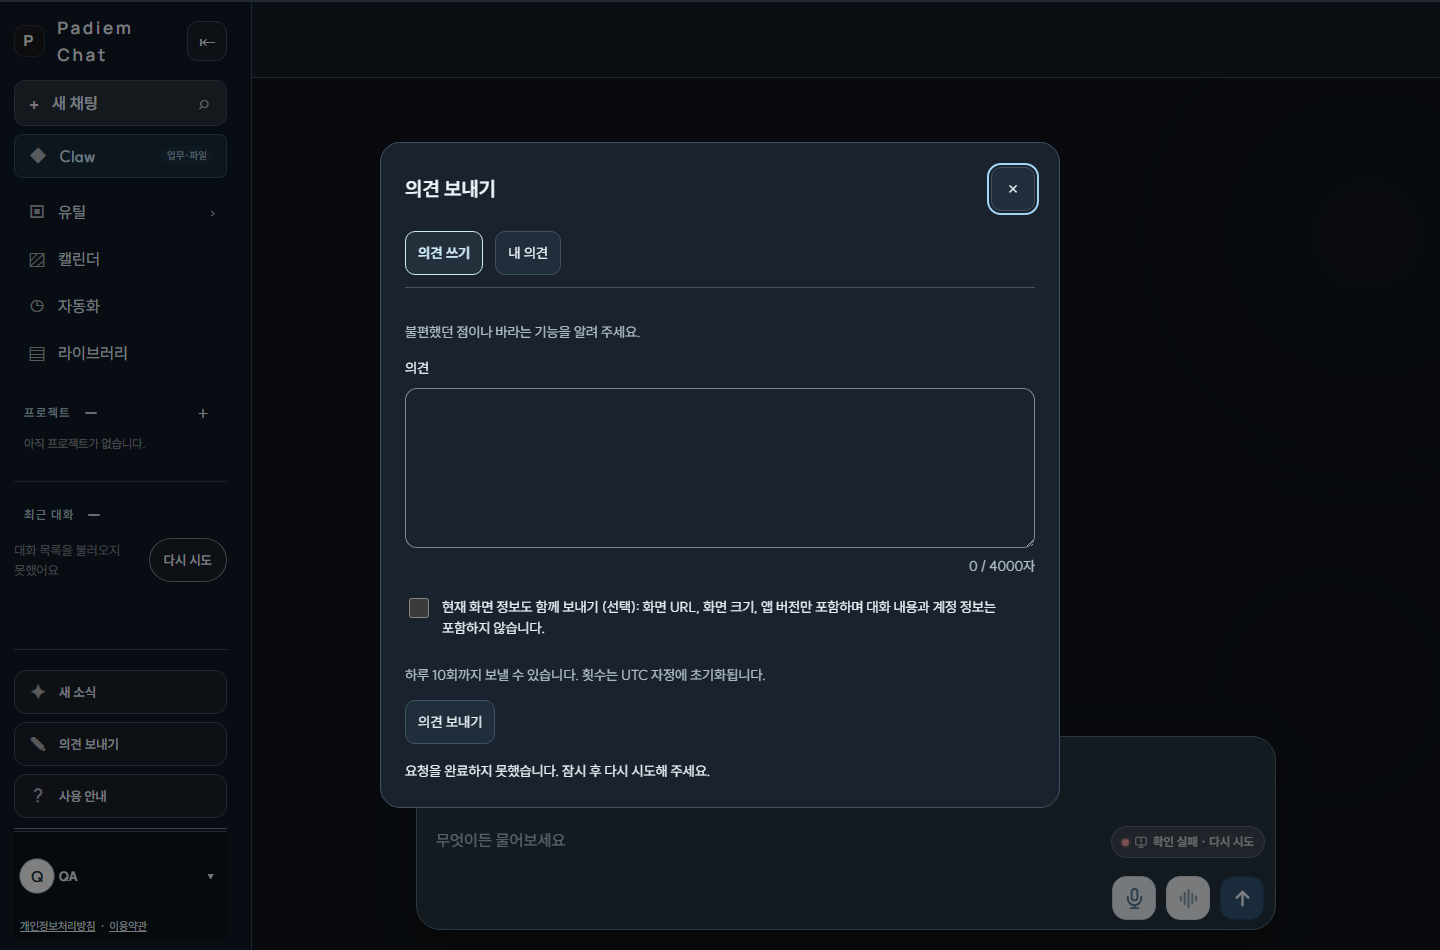 P
Padiem
Chat
+ 새 채팅
Claw
업무·파일
유틸
캘린더
자동화
라이브러리
프로젝트
+
아직 프로젝트가 없습니다.
최근 대화
대화 목록을 불러오지
못했어요
다시 시도
새 소식
의견 보내기
? 사용 안내
Q
QA
개인정보처리방침 · 이용약관
의견 보내기
×
의견 쓰기
내 의견
불편했던 점이나 바라는 기능을 알려 주세요.
의견
0 / 4000자
현재 화면 정보도 함께 보내기 (선택): 화면 URL, 화면 크기, 앱 버전만 포함하며 대화 내용과 계정 정보는
포함하지 않습니다.
하루 10회까지 보낼 수 있습니다. 횟수는 UTC 자정에 초기화됩니다.
의견 보내기
요청을 완료하지 못했습니다. 잠시 후 다시 시도해 주세요.
무엇이든 물어보세요
확인 실패 · 다시 시도